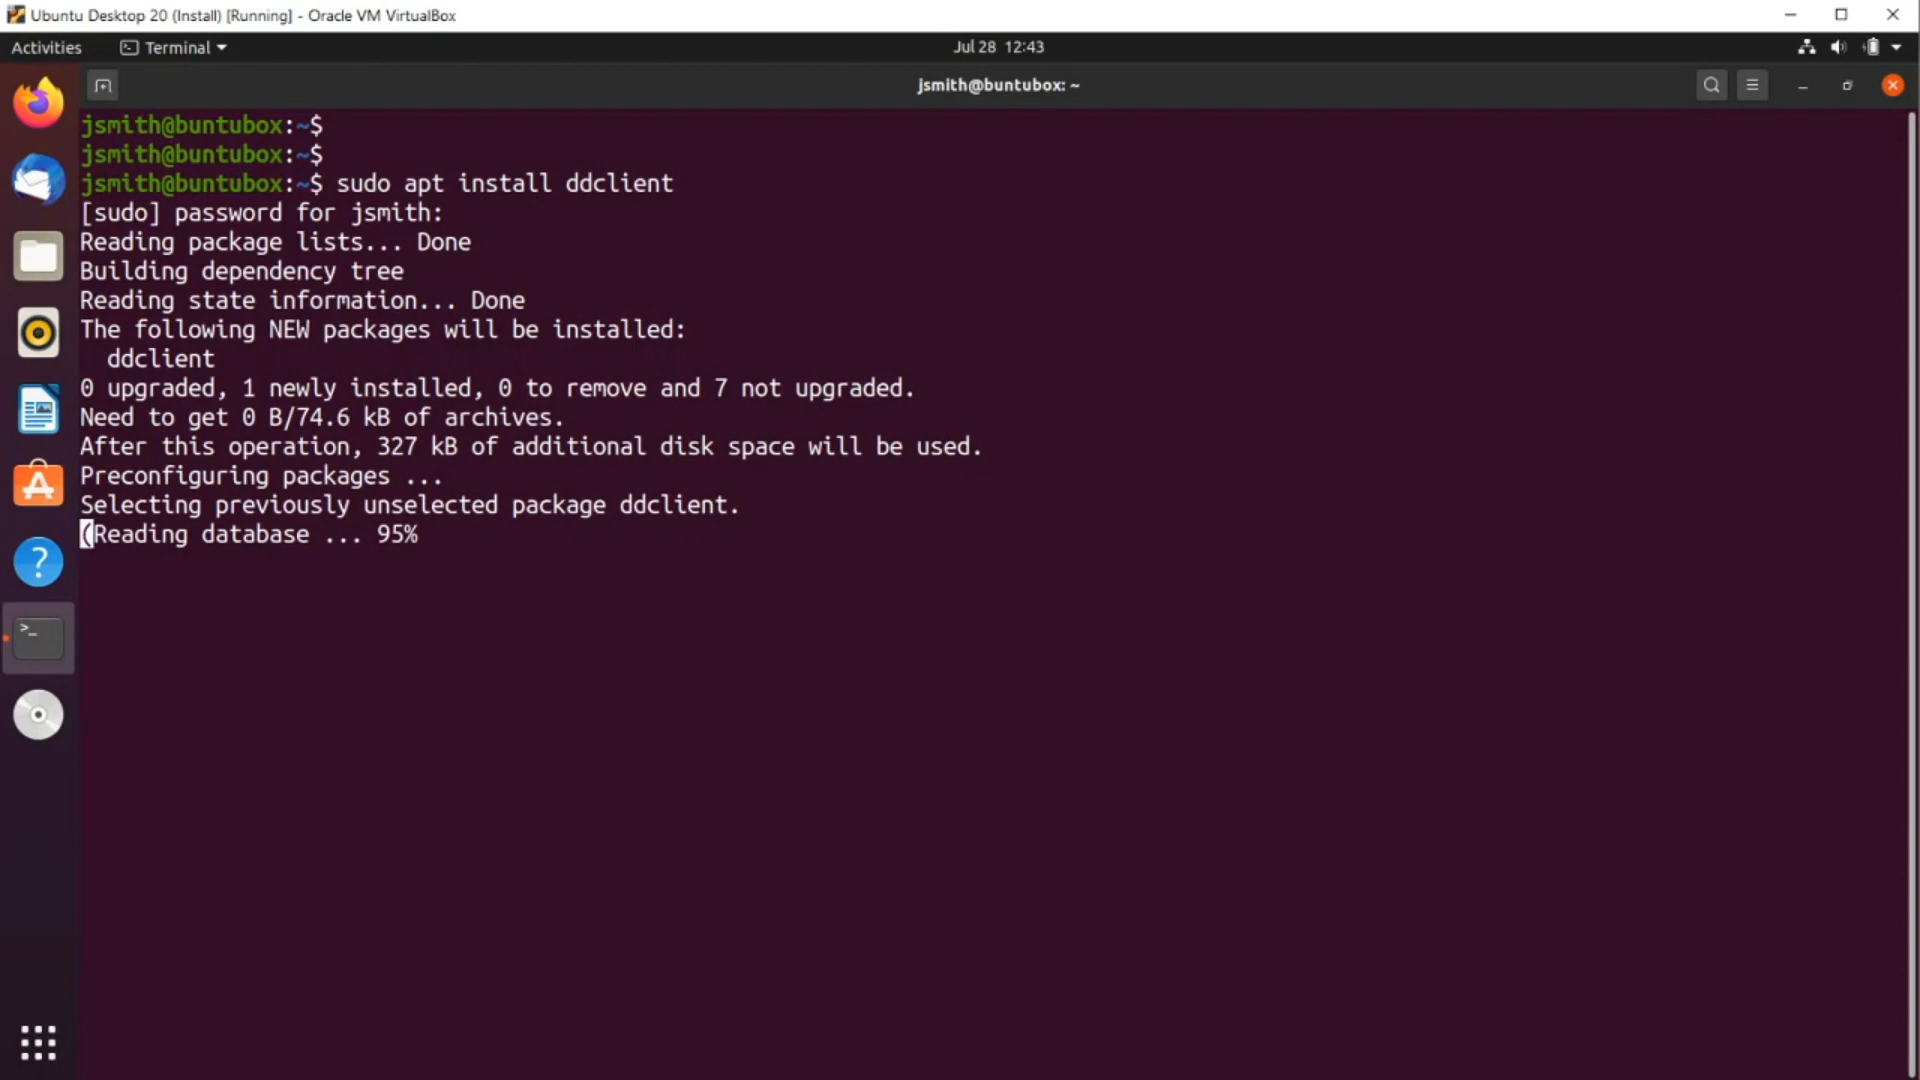 Ubuntu Desktop 20 (Install) [Running] - Oracle VM VirtualBox
Activities Terminal Jul 28 12:43
jsmith@buntubox: ~
jsmith@buntubox:~$
jsmith@buntubox:~$
jsmith@buntubox:~$ sudo apt install ddclient
[sudo] password for jsmith:
Reading package lists... Done
Building dependency tree
Reading state information... Done
The following NEW packages will be installed:
  ddclient
0 upgraded, 1 newly installed, 0 to remove and 7 not upgraded.
Need to get 0 B/74.6 kB of archives.
After this operation, 327 kB of additional disk space will be used.
Preconfiguring packages ...
Selecting previously unselected package ddclient.
(Reading database ... 95%